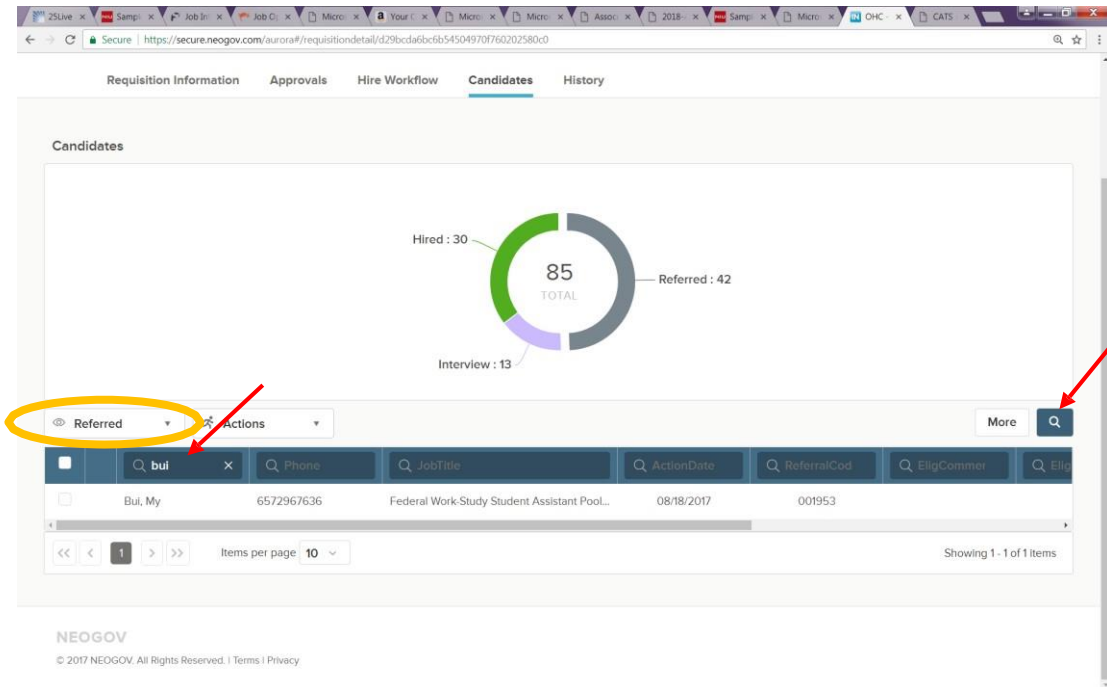 25Live Samp Job In Job O Micro Your C Micro Micro Assoc 2018- Samp Micro OHC - CATS
Secure | https://secure.neogov.com/aurora#/requisitiondetail/d29bcda6bc6b54504970f760202580c0
Requisition Information Approvals Hire Workflow Candidates History
Candidates
Hired : 30
85
TOTAL
Referred : 42
Interview : 13
Referred Actions More
bui Phone JobTitle ActionDate ReferralCod EligCommer Elig
Bui, My 6572967636 Federal Work-Study Student Assistant Pool... 08/18/2017 001953
<< < 1 > >> Items per page 10 Showing 1 - 1 of 1 items
NEOGOV
© 2017 NEOGOV. All Rights Reserved. | Terms | Privacy